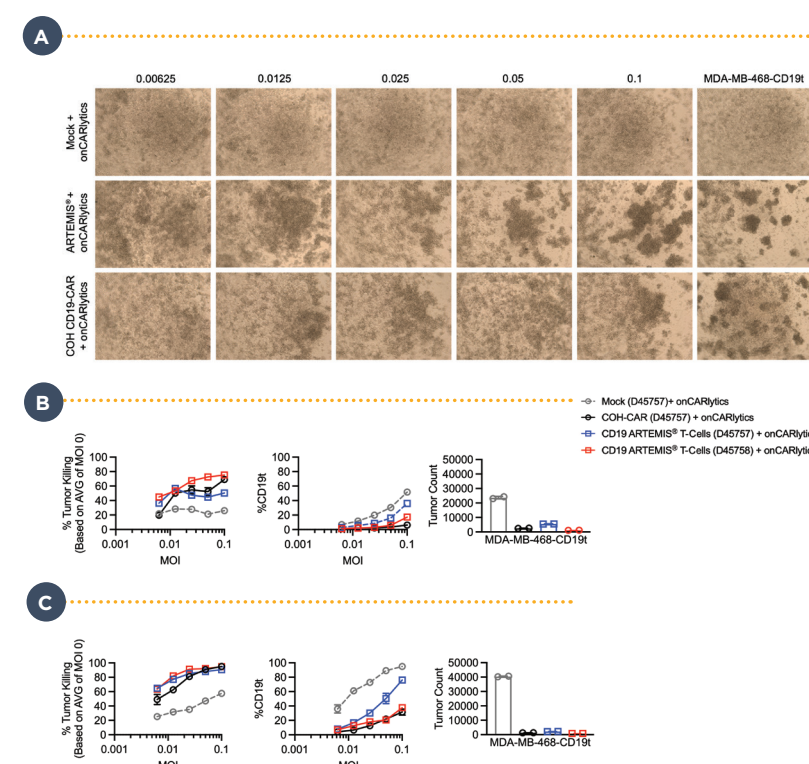 A
0.00625 0.0125 0.025 0.05 0.1 MDA-MB-468-CD19t
Mock +
onCARlytics
ARTEMIS® +
onCARlytics
COH CD19-CAR
+ onCARlytics
B
Mock (D45757)+ onCARlytics
COH-CAR (D45757) + onCARlytics
CD19 ARTEMIS® T-Cells (D45757) + onCARlytic
CD19 ARTEMIS® T-Cells (D45758) + onCARlytic
% Tumor Killing
(Based on AVG of MOI 0)
100
80
60
40
20
0
0.001 0.01 0.1
MOI
%CD19t
100
80
60
40
20
0
0.001 0.01 0.1
MOI
Tumor Count
50000
40000
30000
20000
10000
0
MDA-MB-468-CD19t
C
% Tumor Killing
(Based on AVG of MOI 0)
100
80
60
40
20
0
0.001 0.01 0.1
MOI
%CD19t
100
80
60
40
20
0
0.001 0.01 0.1
MOI
Tumor Count
50000
40000
30000
20000
10000
0
MDA-MB-468-CD19t